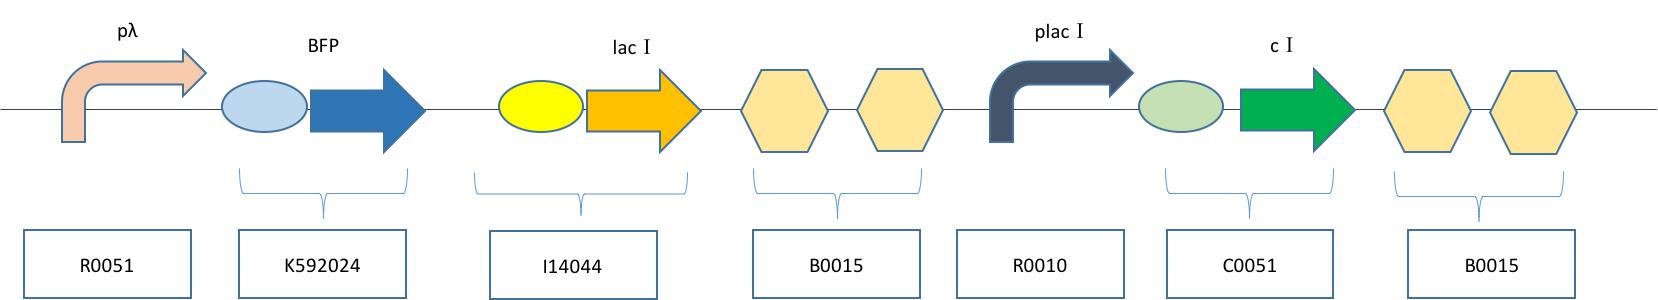 pλ
BFP
lac I
plac I
c I
R0051
K592024
I14044
B0015
R0010
C0051
B0015